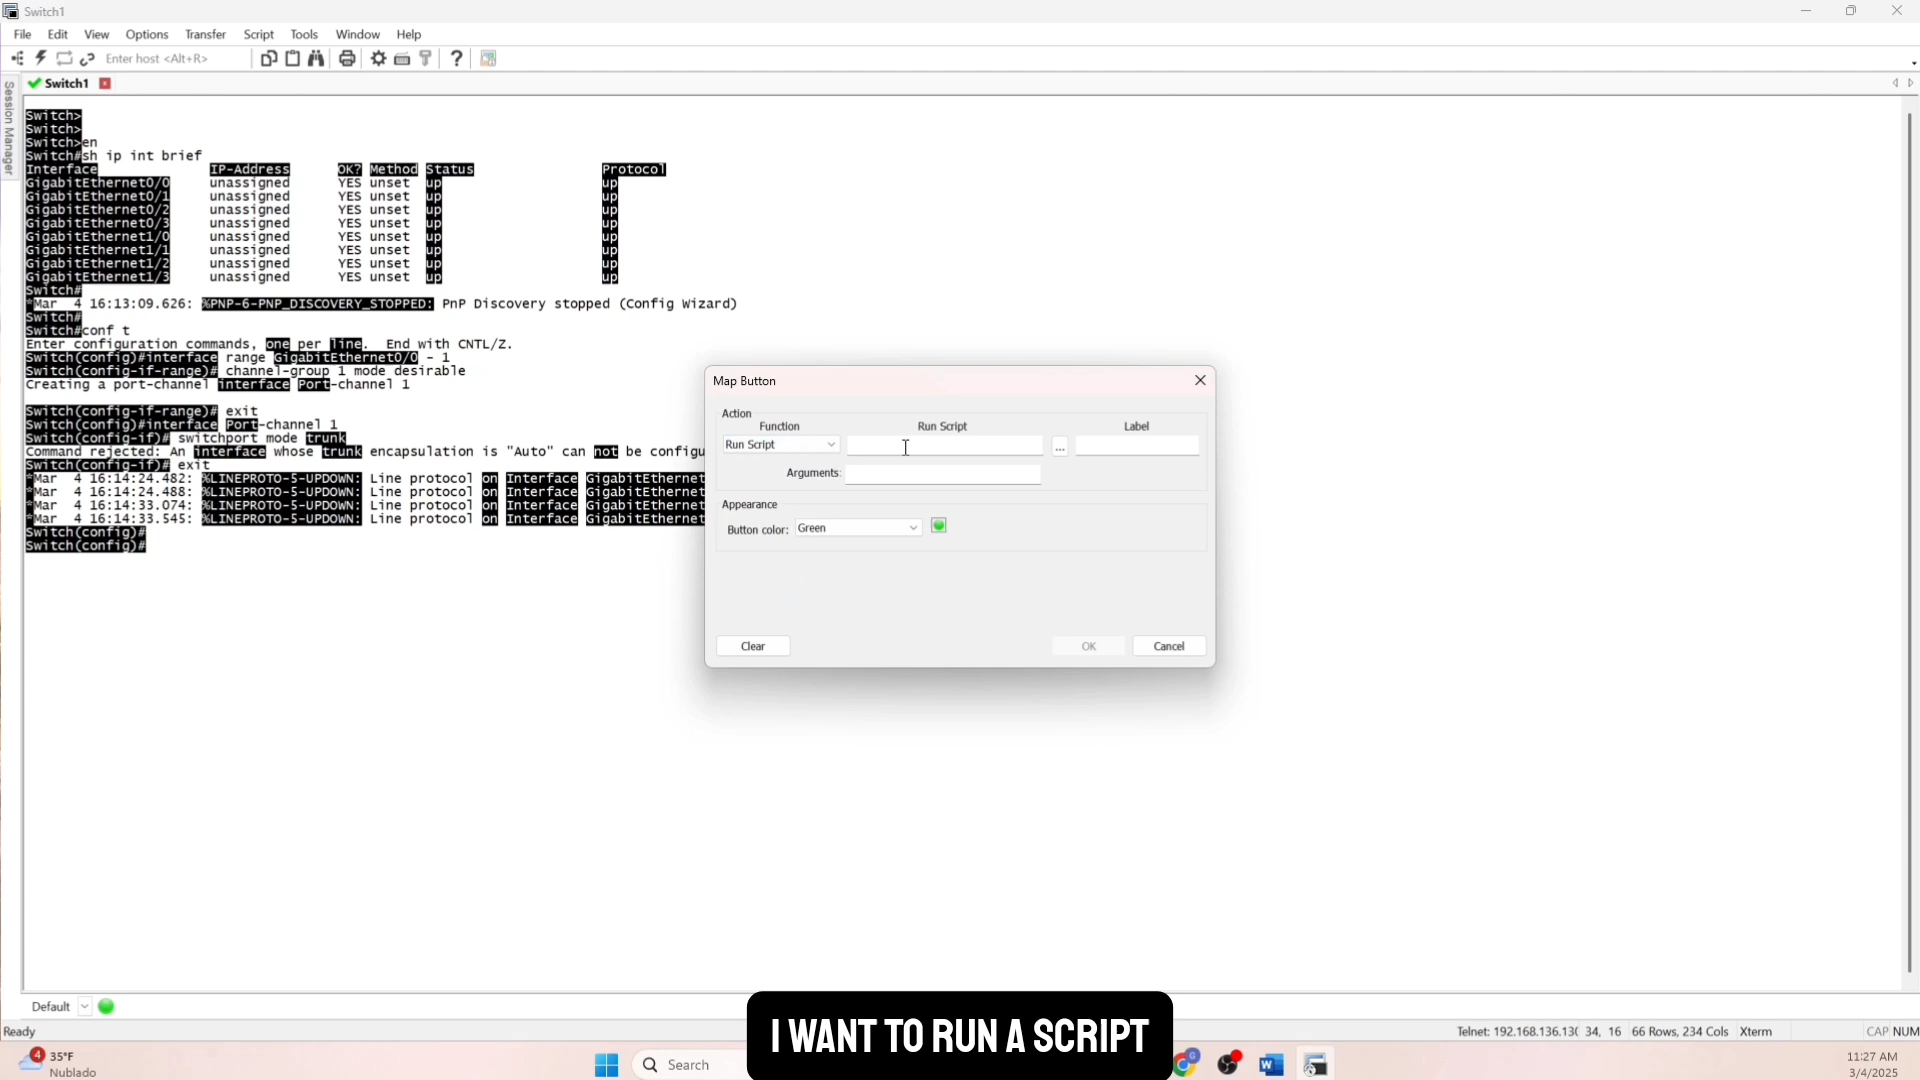 Switch1
File Edit View Options Transfer Script Tools Window Help
Enter host <Alt+R>
Switch1
Session Manager
Switch>
Switch>
Switch>en
Switch#sh ip int brief
Interface IP-Address OK? Method Status Protocol
GigabitEthernet0/0 unassigned YES unset up up
GigabitEthernet0/1 unassigned YES unset up up
GigabitEthernet0/2 unassigned YES unset up up
GigabitEthernet0/3 unassigned YES unset up up
GigabitEthernet1/0 unassigned YES unset up up
GigabitEthernet1/1 unassigned YES unset up up
GigabitEthernet1/2 unassigned YES unset up up
GigabitEthernet1/3 unassigned YES unset up up
Switch#
*Mar 4 16:13:09.626: %PNP-6-PNP_DISCOVERY_STOPPED: PnP Discovery stopped (Config Wizard)
Switch#
Switch#conf t
Enter configuration commands, one per line. End with CNTL/Z.
Switch(config)#interface range GigabitEthernet0/0 - 1
Switch(config-if-range)# channel-group 1 mode desirable
Creating a port-channel interface Port-channel 1
Switch(config-if-range)# exit
Switch(config)#interface Port-channel 1
Switch(config-if)# switchport mode trunk
Command rejected: An interface whose trunk encapsulation is "Auto" can not be configu
Switch(config-if)# exit
*Mar 4 16:14:24.482: %LINEPROTO-5-UPDOWN: Line protocol on Interface GigabitEthernet
*Mar 4 16:14:24.488: %LINEPROTO-5-UPDOWN: Line protocol on Interface GigabitEthernet
*Mar 4 16:14:33.074: %LINEPROTO-5-UPDOWN: Line protocol on Interface GigabitEthernet
*Mar 4 16:14:33.545: %LINEPROTO-5-UPDOWN: Line protocol on Interface GigabitEthernet
Switch(config)#
Switch(config)#
Map Button
Action
Function Run Script Label
Run Script ...
Arguments:
Appearance
Button color: Green
Clear OK Cancel
Default
Ready Telnet: 192.168.136.13( 34, 16 66 Rows, 234 Cols Xterm CAP NUM
I WANT TO RUN A SCRIPT
4 35°F
Nublado
Search
11:27 AM
3/4/2025